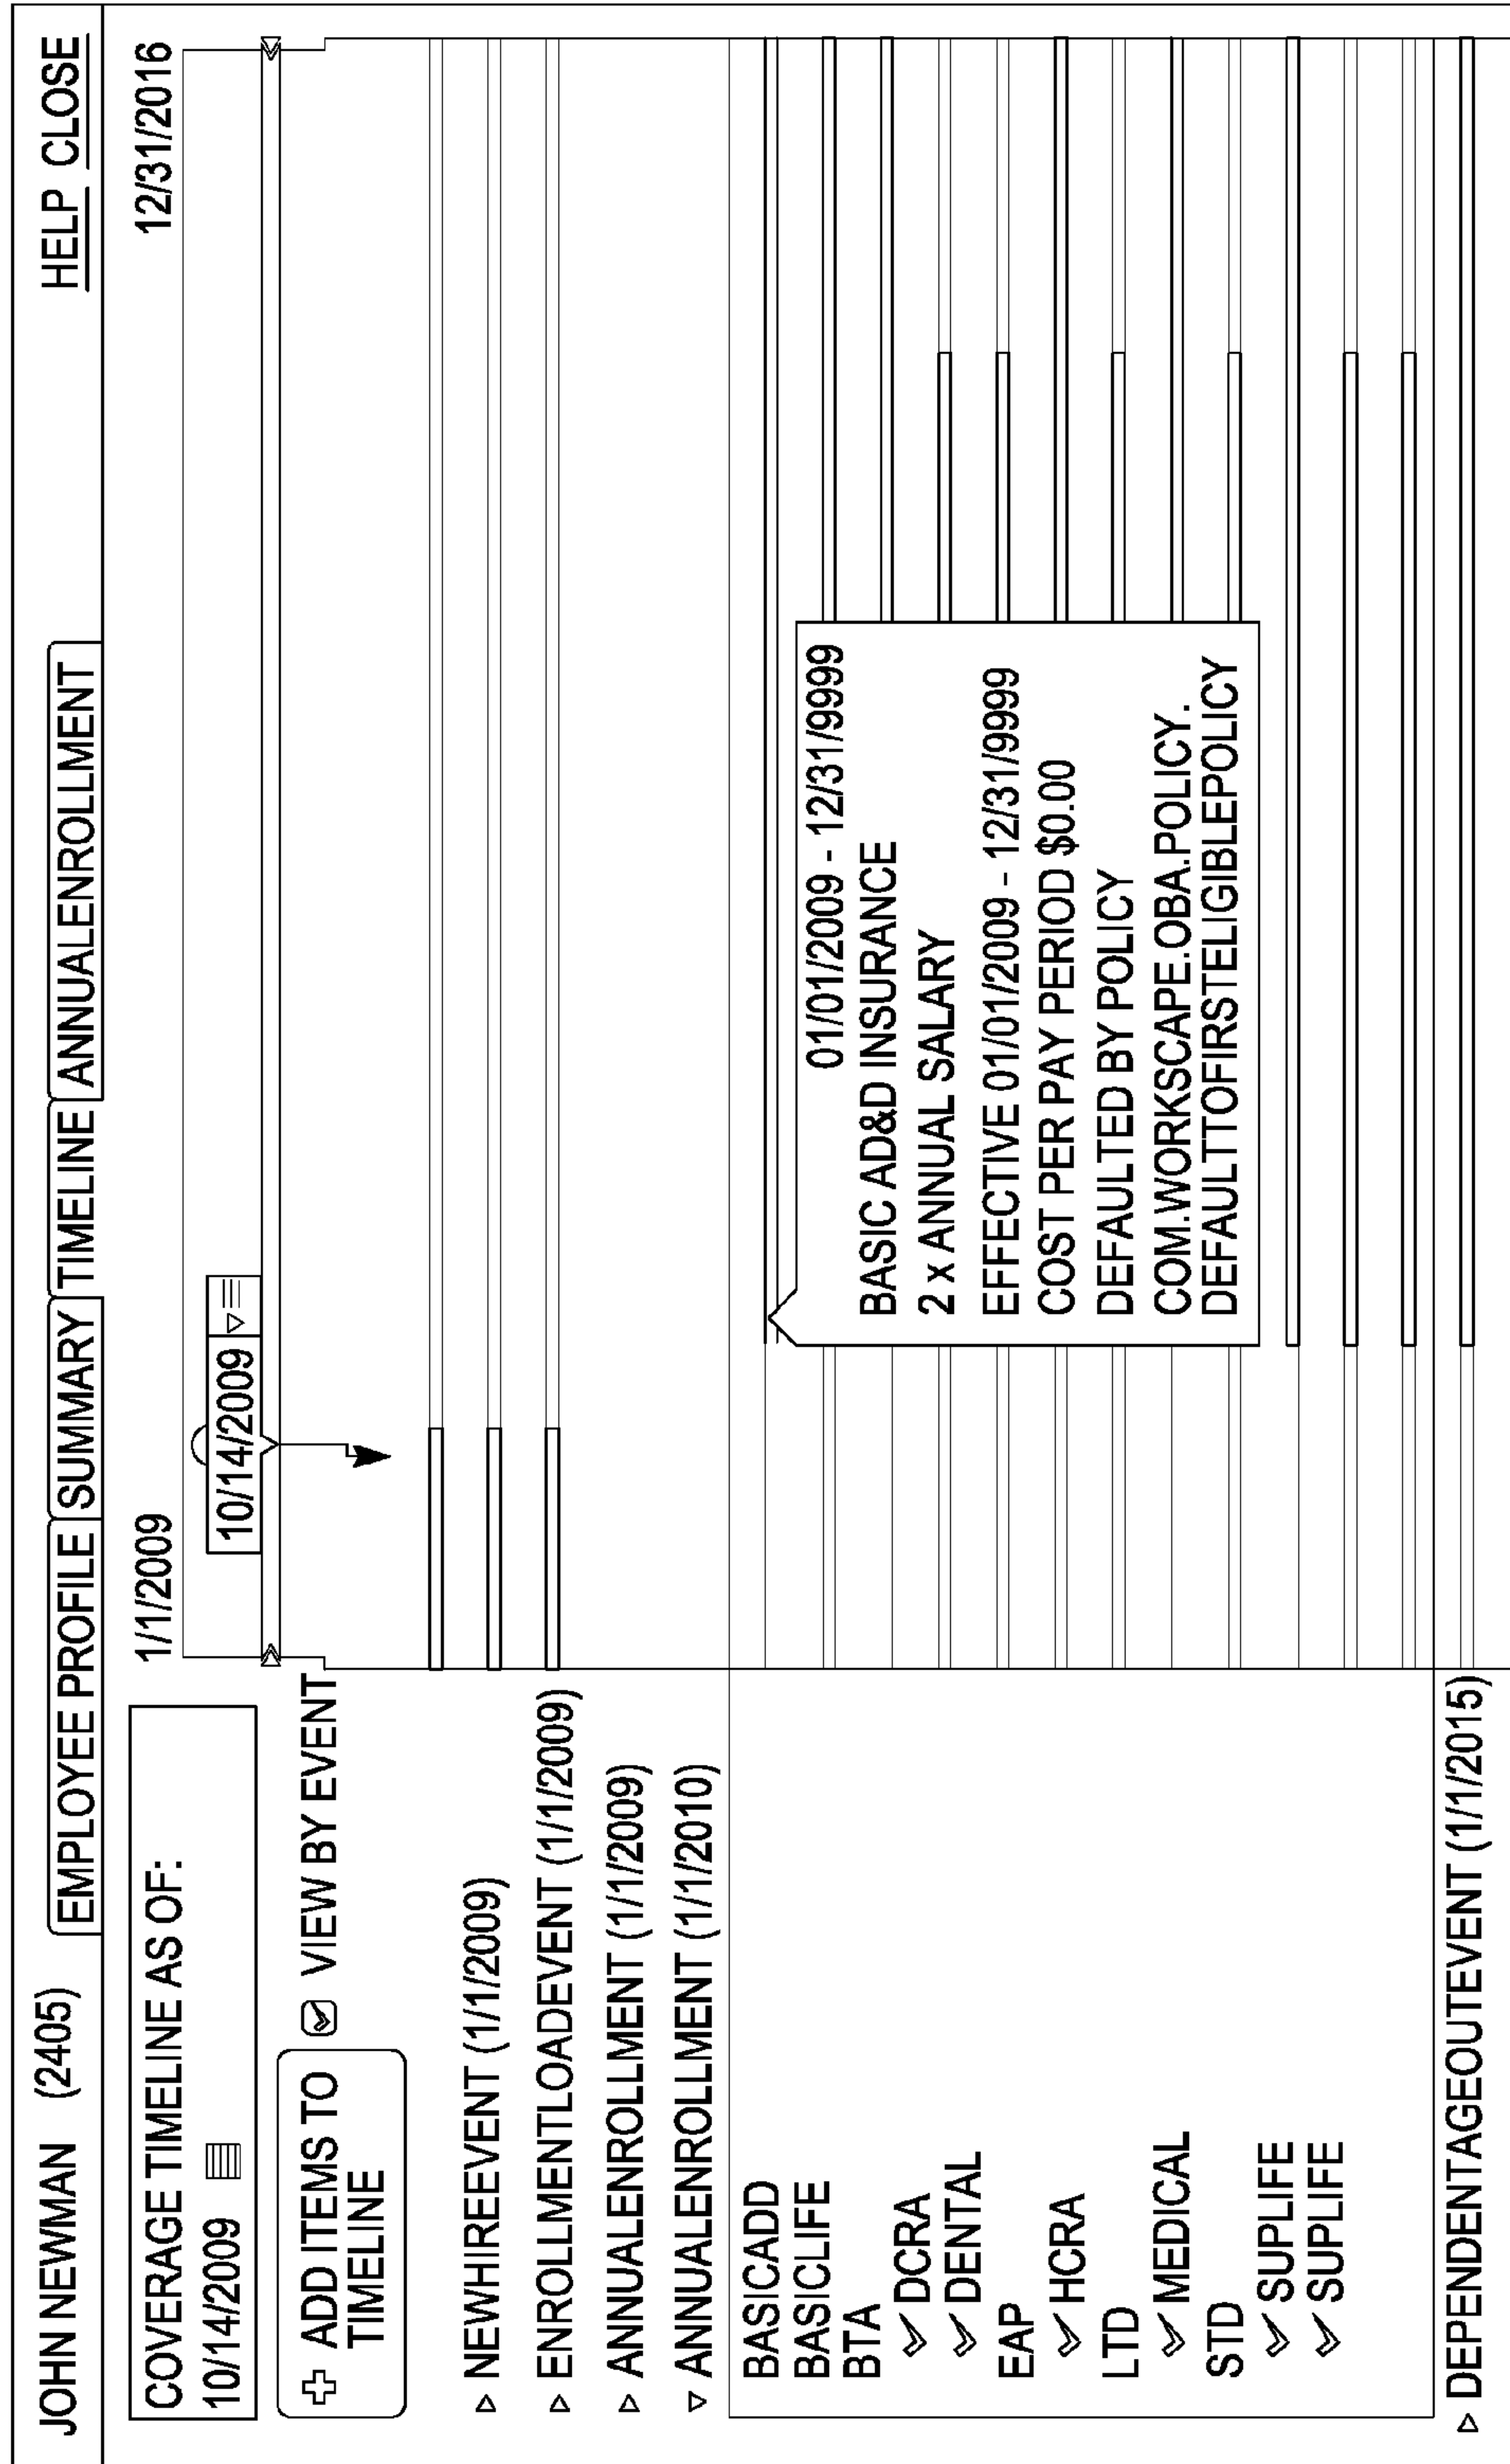 JOHN NEWMAN (2405) EMPLOYEE PROFILE SUMMARY TIMELINE ANNUALENROLLMENT HELP CLOSE
COVERAGE TIMELINE AS OF:
10/14/2009
ADD ITEMS TO
TIMELINE
VIEW BY EVENT
1/1/2009 12/31/2016
10/14/2009
NEWHIREEVENT (1/1/2009)
ENROLLMENTLOADEVENT (1/1/2009)
ANNUALENROLLMENT (1/1/2009)
ANNUALENROLLMENT (1/1/2010)
BASICADD
BASICLIFE
BTA
DCRA
DENTAL
EAP
HCRA
LTD
MEDICAL
STD
SUPLIFE
SUPLIFE
01/01/2009 - 12/31/9999
BASIC AD&D INSURANCE
2 x ANNUAL SALARY
EFFECTIVE 01/01/2009 - 12/31/9999
COST PER PAY PERIOD $0.00
DEFAULTED BY POLICY
COM.WORKSCAPE.OBA.POLICY.
DEFAULTTOFIRSTELIGIBLEPOLICY
DEPENDENTAGEOUTEVENT (1/1/2015)